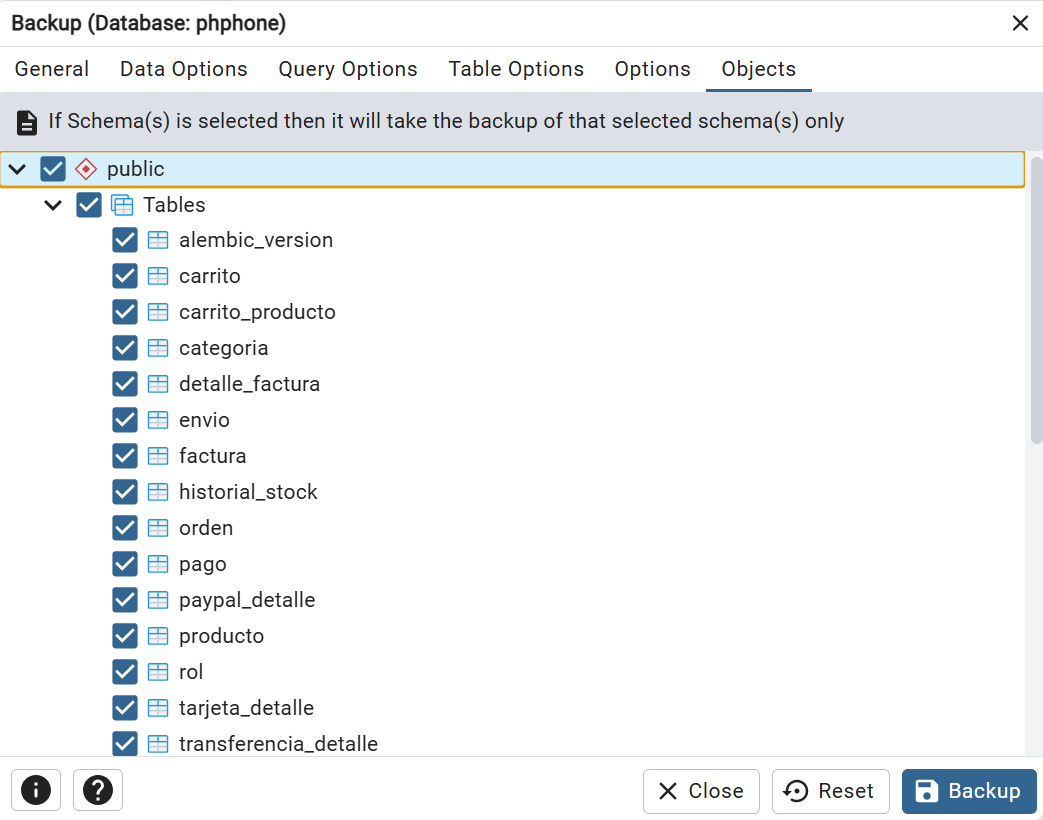 Backup (Database: phphone)
General Data Options Query Options Table Options Options Objects
If Schema(s) is selected then it will take the backup of that selected schema(s) only
public
Tables
alembic_version
carrito
carrito_producto
categoria
detalle_factura
envio
factura
historial_stock
orden
pago
paypal_detalle
producto
rol
tarjeta_detalle
transferencia_detalle
Close Reset Backup